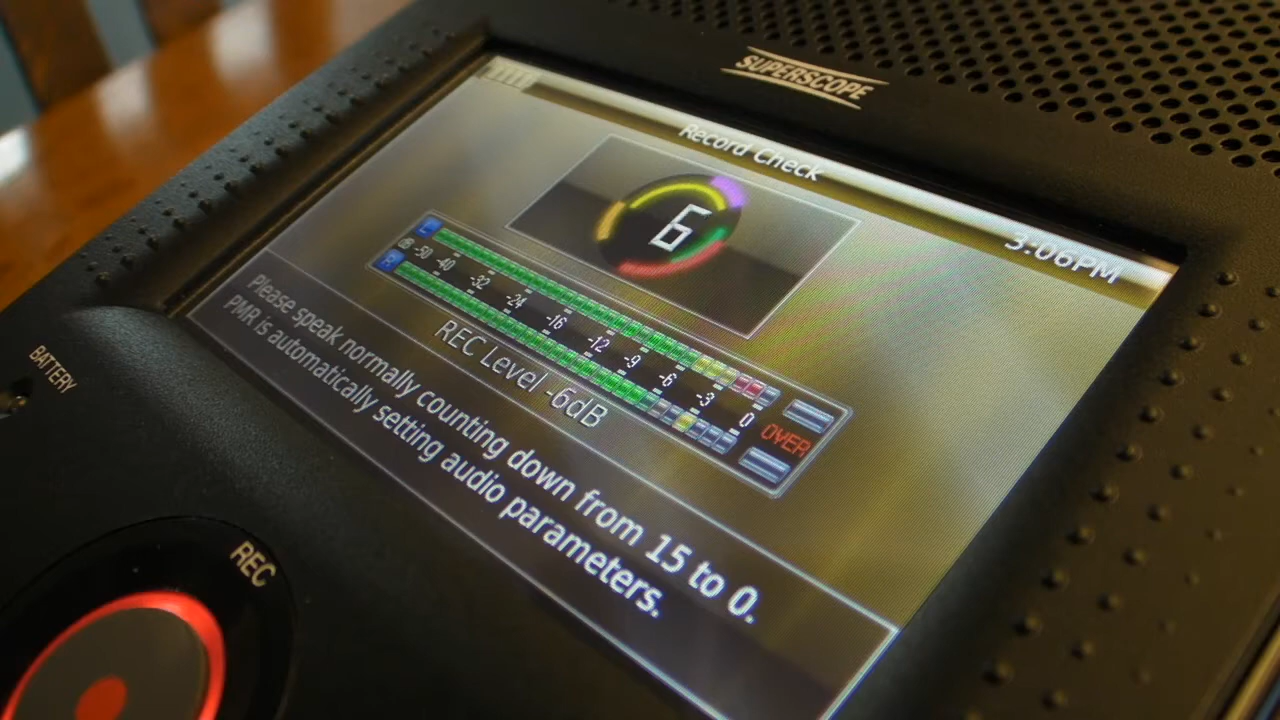 SUPERSCOPE
Record Check
3:06PM
6
L
dB -50 -40 -32 -24 -16 -12 -9 -6 -3 0 OVER
R
REC Level -6dB
Please speak normally counting down from 15 to 0.
PMR is automatically setting audio parameters.
BATTERY
REC